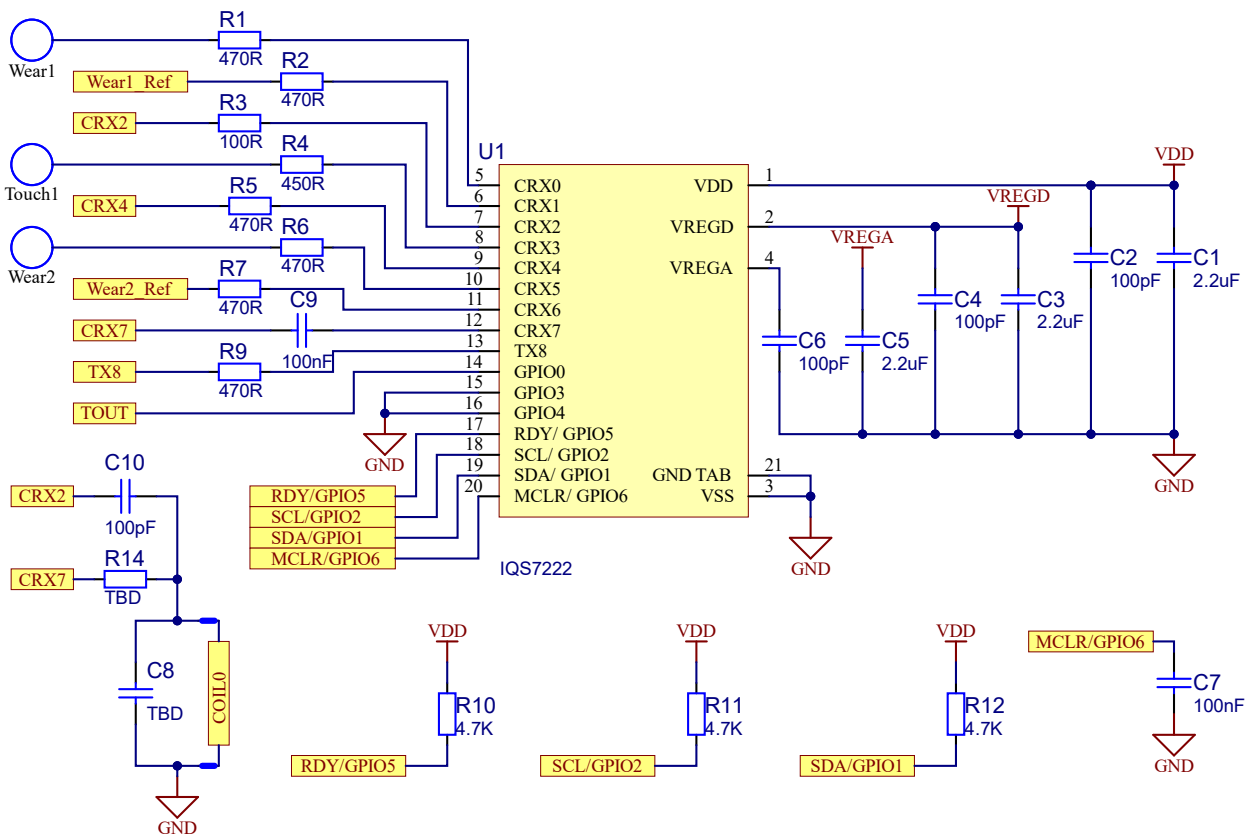 R1
470R
Wear1
R2
Wear1_Ref
470R
R3
CRX2
100R
R4
Touch1
450R
R5
CRX4
470R
R6
Wear2
470R
R7
Wear2_Ref
470R
C9
CRX7
100nF
R9
TX8
470R
TOUT
GND
U1
5 CRX0
6 CRX1
7 CRX2
8 CRX3
9 CRX4
10 CRX5
11 CRX6
12 CRX7
13 TX8
14 GPIO0
15 GPIO3
16 GPIO4
17 RDY/ GPIO5
18 SCL/ GPIO2
19 SDA/ GPIO1
20 MCLR/ GPIO6
VDD 1
VREGD 2
VREGA 4
GND TAB 21
VSS 3
IQS7222
RDY/GPIO5
SCL/GPIO2
SDA/GPIO1
MCLR/GPIO6
VDD
VREGD
VREGA
C2
100pF
C1
2.2uF
C4
100pF
C3
2.2uF
C6
100pF
C5
2.2uF
GND
GND
C10
CRX2
100pF
R14
CRX7
TBD
C8
TBD
COIL0
GND
VDD
R10
4.7K
RDY/GPIO5
VDD
R11
4.7K
SCL/GPIO2
VDD
R12
4.7K
SDA/GPIO1
MCLR/GPIO6
C7
100nF
GND